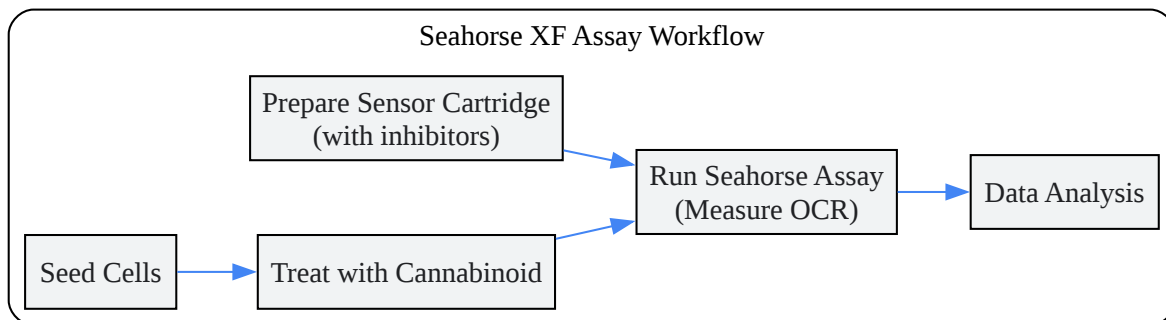 Seahorse XF Assay Workflow
Prepare Sensor Cartridge
(with inhibitors)
Run Seahorse Assay
(Measure OCR)
Data Analysis
Seed Cells
Treat with Cannabinoid